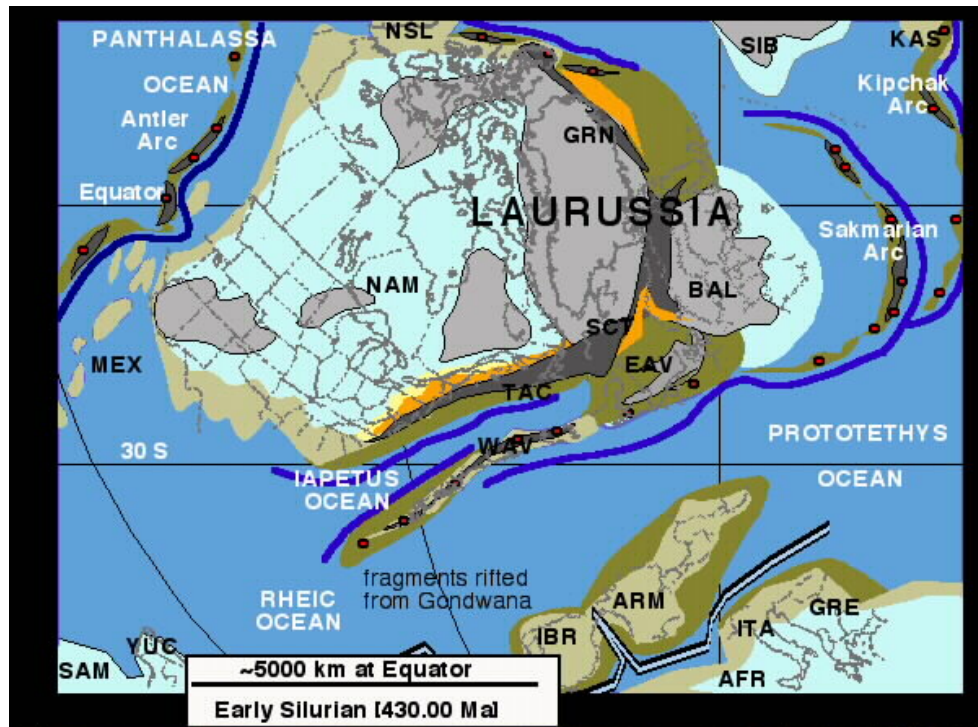 PANTHALASSA
OCEAN
NSL
SIB
KAS
Kipchak
Arc
Antler
Arc
GRN
Equator
LAURUSSIA
Sakmarian
Arc
NAM
BAL
SCT
MEX
EAV
TAC
WAV
30 S
PROTOTETHYS
OCEAN
IAPETUS
OCEAN
fragments rifted
from Gondwana
RHEIC
OCEAN
ARM
GRE
IBR
ITA
YUC
SAM
AFR
~5000 km at Equator
Early Silurian [430.00 Ma]